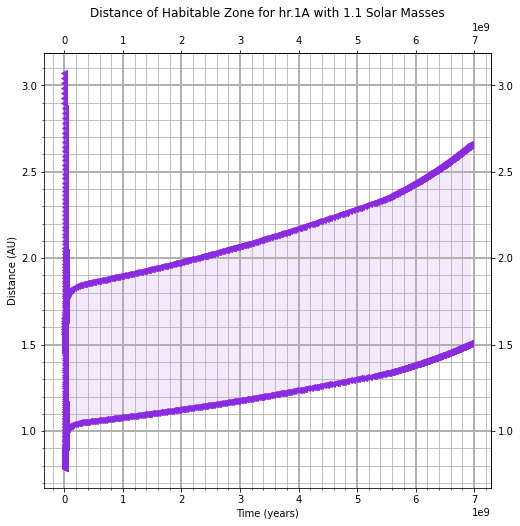 Distance of Habitable Zone for hr.1A with 1.1 Solar Masses
1e9
0 1 2 3 4 5 6 7
3.0 3.0
2.5 2.5
2.0 2.0
Distance (AU)
1.5 1.5
1.0 1.0
0 1 2 3 4 5 6 7
Time (years)
1e9